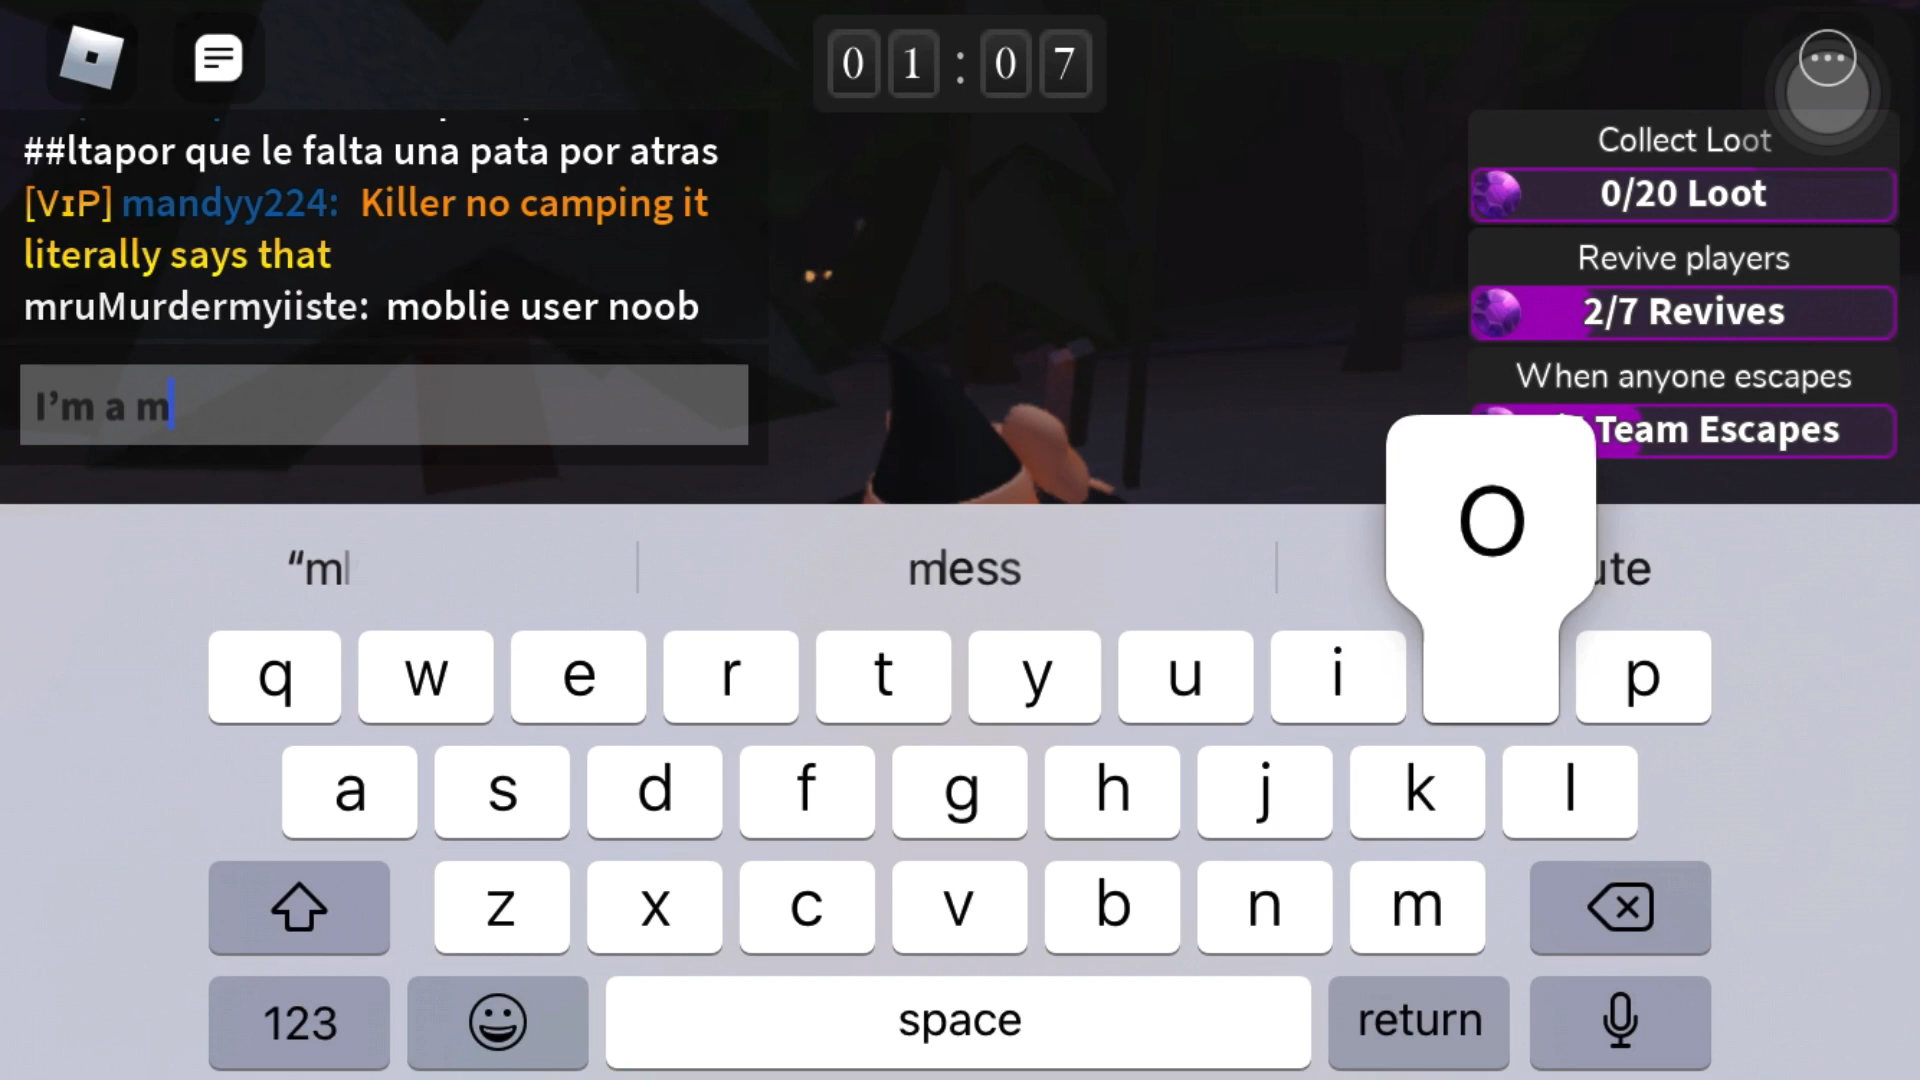 01:07
##ltapor que le falta una pata por atras
[VIP] mandyy224: Killer no camping it
literally says that
mruMurdermyiiste: moblie user noob
I'm a m
Collect Loot
0/20 Loot
Revive players
2/7 Revives
When anyone escapes
Team Escapes
“m
O
q w e r t y u i p
a s d f g h j k l
z x c v b n m
123 space return